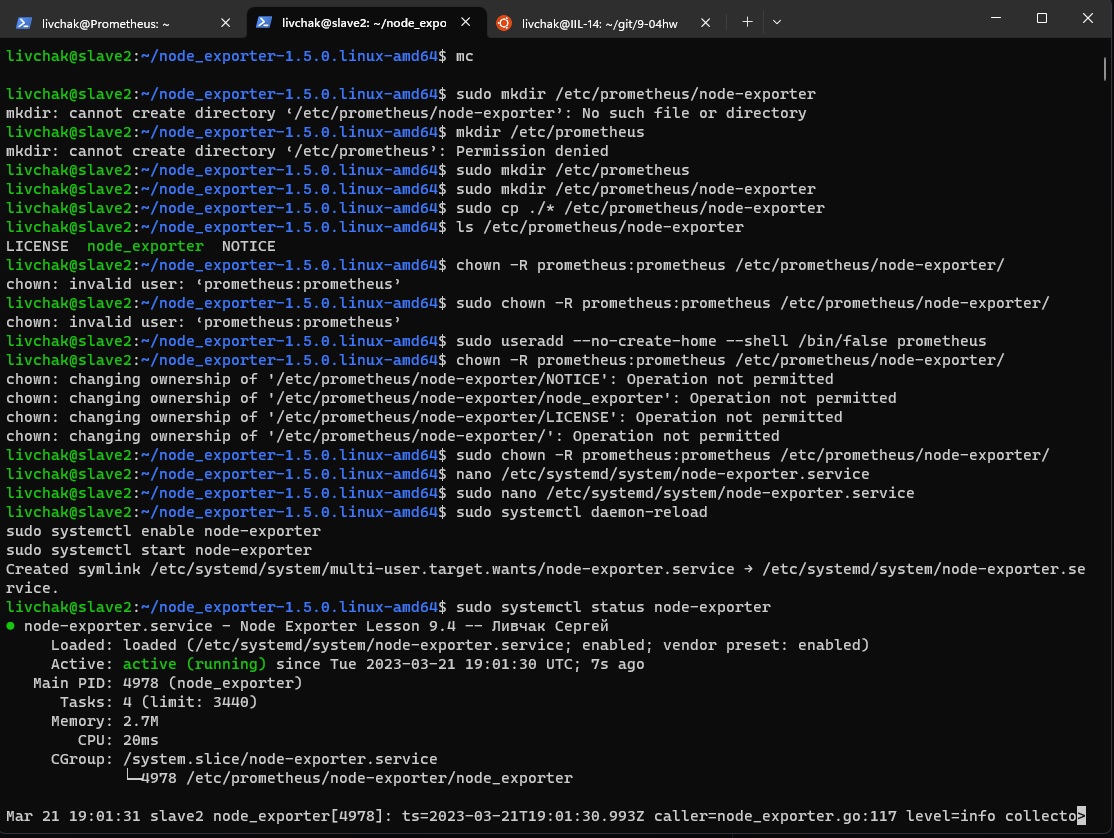 livchak@Prometheus: ~
livchak@slave2: ~/node_expo
livchak@IIL-14: ~/git/9-04hw
livchak@slave2:~/node_exporter-1.5.0.linux-amd64$ mc
livchak@slave2:~/node_exporter-1.5.0.linux-amd64$ sudo mkdir /etc/prometheus/node-exporter
mkdir: cannot create directory ‘/etc/prometheus/node-exporter’: No such file or directory
livchak@slave2:~/node_exporter-1.5.0.linux-amd64$ mkdir /etc/prometheus
mkdir: cannot create directory ‘/etc/prometheus’: Permission denied
livchak@slave2:~/node_exporter-1.5.0.linux-amd64$ sudo mkdir /etc/prometheus
livchak@slave2:~/node_exporter-1.5.0.linux-amd64$ sudo mkdir /etc/prometheus/node-exporter
livchak@slave2:~/node_exporter-1.5.0.linux-amd64$ sudo cp ./* /etc/prometheus/node-exporter
livchak@slave2:~/node_exporter-1.5.0.linux-amd64$ ls /etc/prometheus/node-exporter
LICENSE  node_exporter  NOTICE
livchak@slave2:~/node_exporter-1.5.0.linux-amd64$ chown -R prometheus:prometheus /etc/prometheus/node-exporter/
chown: invalid user: ‘prometheus:prometheus’
livchak@slave2:~/node_exporter-1.5.0.linux-amd64$ sudo chown -R prometheus:prometheus /etc/prometheus/node-exporter/
chown: invalid user: ‘prometheus:prometheus’
livchak@slave2:~/node_exporter-1.5.0.linux-amd64$ sudo useradd --no-create-home --shell /bin/false prometheus
livchak@slave2:~/node_exporter-1.5.0.linux-amd64$ chown -R prometheus:prometheus /etc/prometheus/node-exporter/
chown: changing ownership of '/etc/prometheus/node-exporter/NOTICE': Operation not permitted
chown: changing ownership of '/etc/prometheus/node-exporter/node_exporter': Operation not permitted
chown: changing ownership of '/etc/prometheus/node-exporter/LICENSE': Operation not permitted
chown: changing ownership of '/etc/prometheus/node-exporter/': Operation not permitted
livchak@slave2:~/node_exporter-1.5.0.linux-amd64$ sudo chown -R prometheus:prometheus /etc/prometheus/node-exporter/
livchak@slave2:~/node_exporter-1.5.0.linux-amd64$ nano /etc/systemd/system/node-exporter.service
livchak@slave2:~/node_exporter-1.5.0.linux-amd64$ sudo nano /etc/systemd/system/node-exporter.service
livchak@slave2:~/node_exporter-1.5.0.linux-amd64$ sudo systemctl daemon-reload
sudo systemctl enable node-exporter
sudo systemctl start node-exporter
Created symlink /etc/systemd/system/multi-user.target.wants/node-exporter.service → /etc/systemd/system/node-exporter.se
rvice.
livchak@slave2:~/node_exporter-1.5.0.linux-amd64$ sudo systemctl status node-exporter
● node-exporter.service - Node Exporter Lesson 9.4 -- Ливчак Сергей
Loaded: loaded (/etc/systemd/system/node-exporter.service; enabled; vendor preset: enabled)
Active: active (running) since Tue 2023-03-21 19:01:30 UTC; 7s ago
Main PID: 4978 (node_exporter)
Tasks: 4 (limit: 3440)
Memory: 2.7M
CPU: 20ms
CGroup: /system.slice/node-exporter.service
└─4978 /etc/prometheus/node-exporter/node_exporter
Mar 21 19:01:31 slave2 node_exporter[4978]: ts=2023-03-21T19:01:30.993Z caller=node_exporter.go:117 level=info collecto>